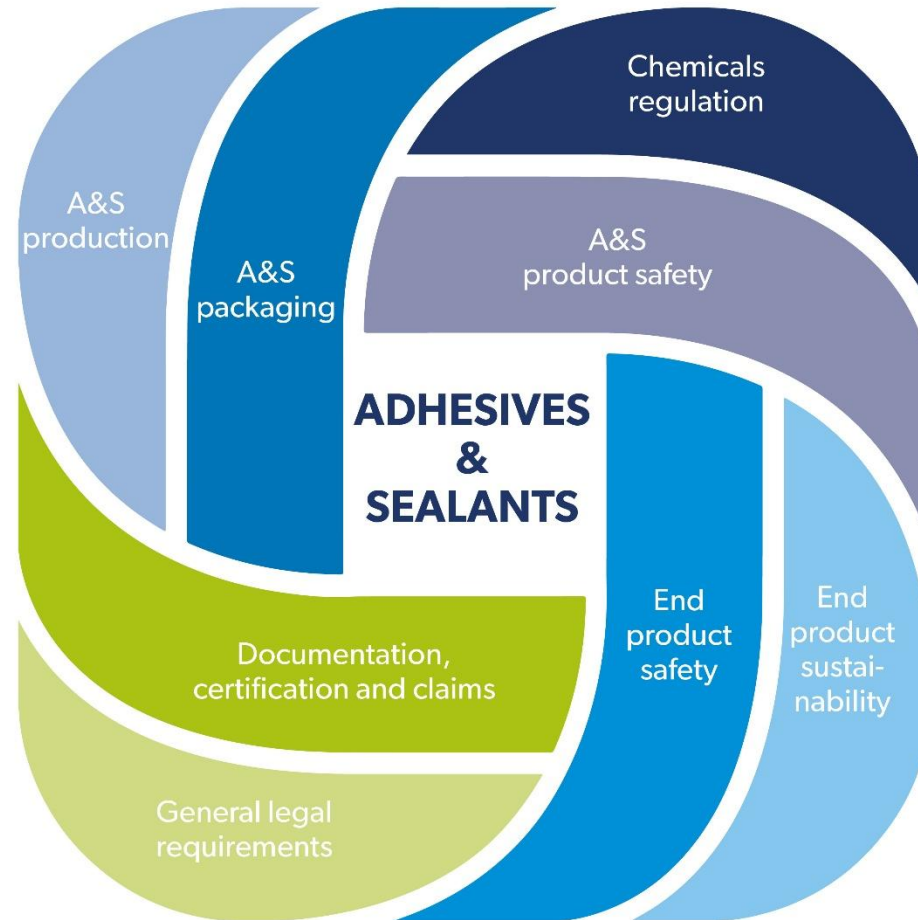 Chemicals
regulation
A&S
production
A&S
packaging
A&S
product safety
ADHESIVES
&
SEALANTS
End
product
safety
End
product
sustai-
nability
Documentation,
certification and claims
General legal
requirements